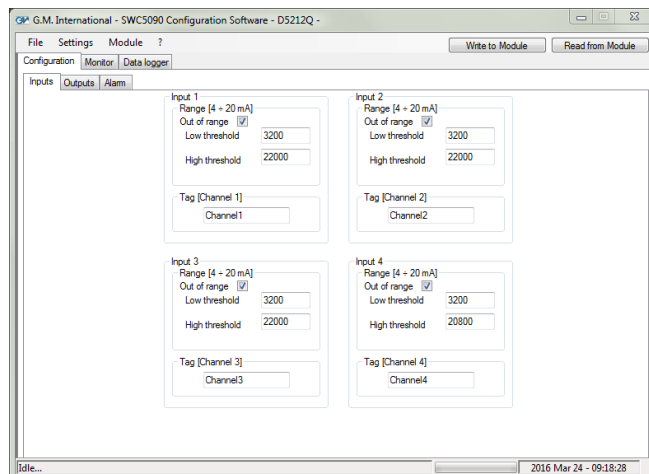 G.M. International - SWC5090 Configuration Software - D5212Q -
File Settings Module ? Write to Module Read from Module
Configuration Monitor Data logger
Inputs Outputs Alarm
Input 1
Range [4 ÷ 20 mA]
Out of range
Low threshold 3200
High threshold 22000
Tag [Channel 1]
Channel1
Input 2
Range [4 ÷ 20 mA]
Out of range
Low threshold 3200
High threshold 22000
Tag [Channel 2]
Channel2
Input 3
Range [4 ÷ 20 mA]
Out of range
Low threshold 3200
High threshold 22000
Tag [Channel 3]
Channel3
Input 4
Range [4 ÷ 20 mA]
Out of range
Low threshold 3200
High threshold 20800
Tag [Channel 4]
Channel4
Idle... 2016 Mar 24 - 09:18:28